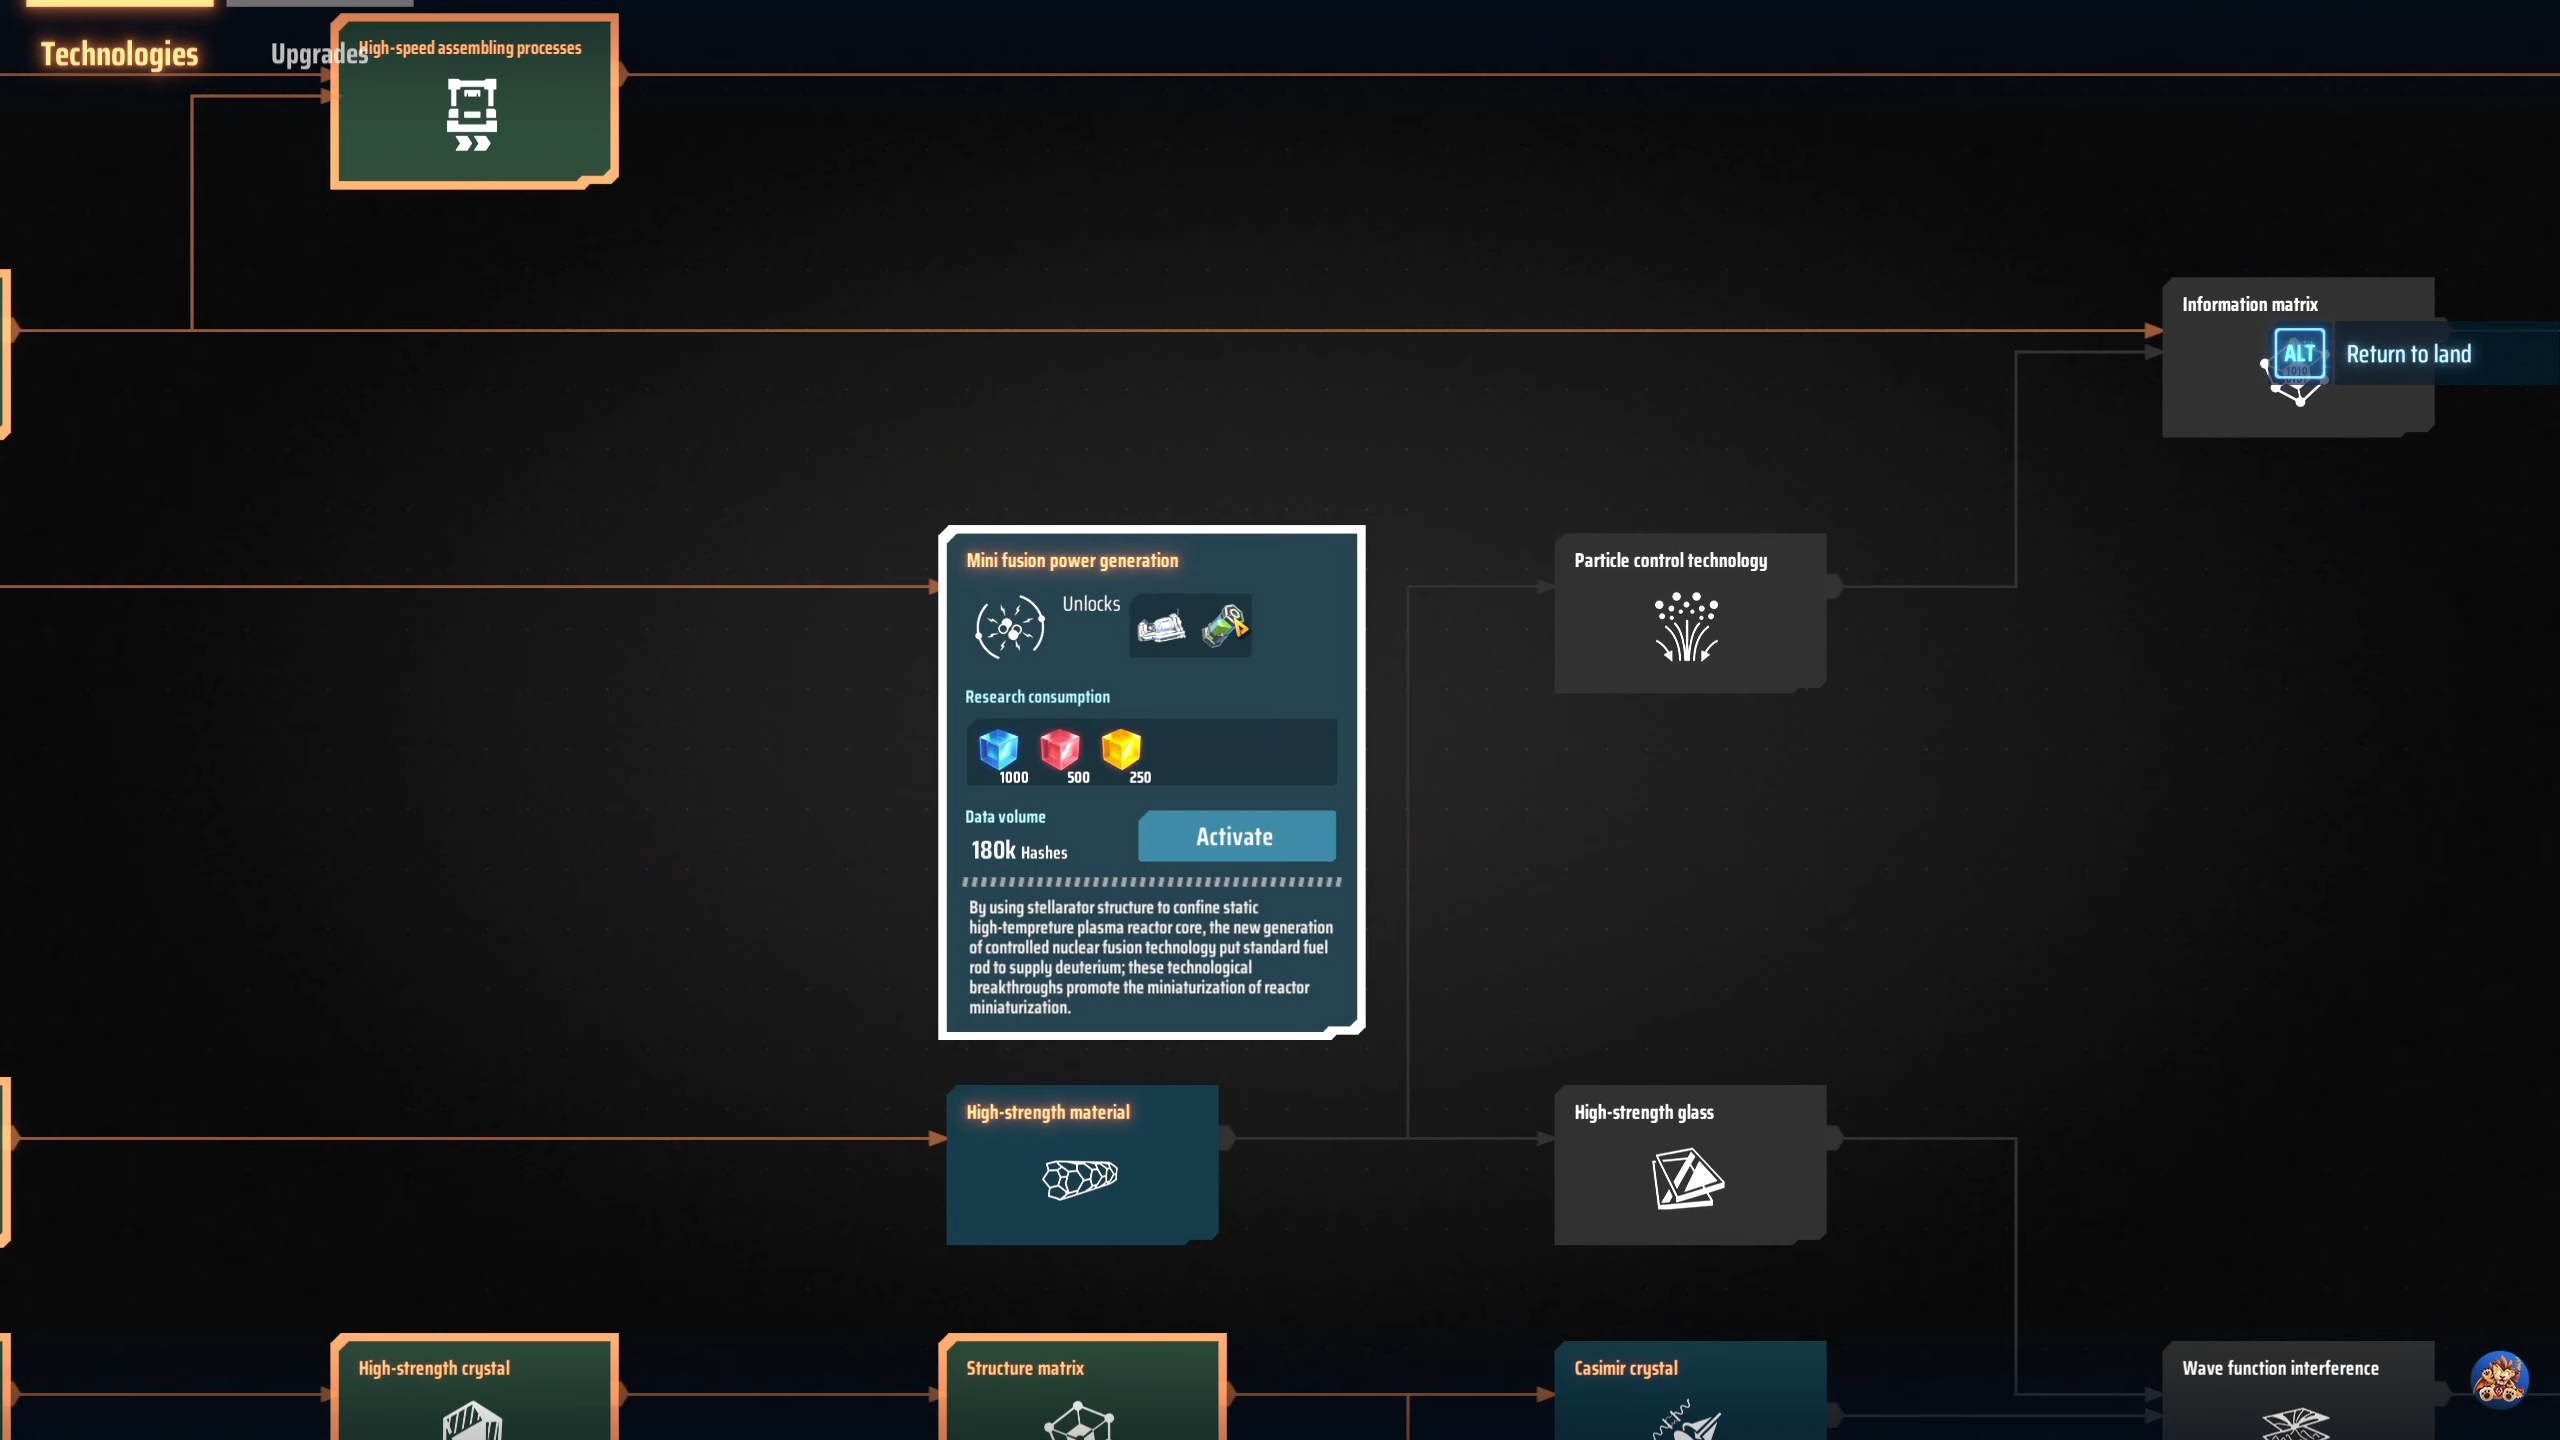 Technologies
Upgrades
High-speed assembling processes
Information matrix
ALT
Return to land
Mini fusion power generation
Unlocks
Research consumption
1000
500
250
Data volume
180k Hashes
Activate
By using stellarator structure to confine static
high-tempreture plasma reactor core, the new generation
of controlled nuclear fusion technology put standard fuel
rod to supply deuterium; these technological
breakthroughs promote the miniaturization of reactor
miniaturization.
Particle control technology
High-strength material
High-strength glass
High-strength crystal
Structure matrix
Casimir crystal
Wave function interference